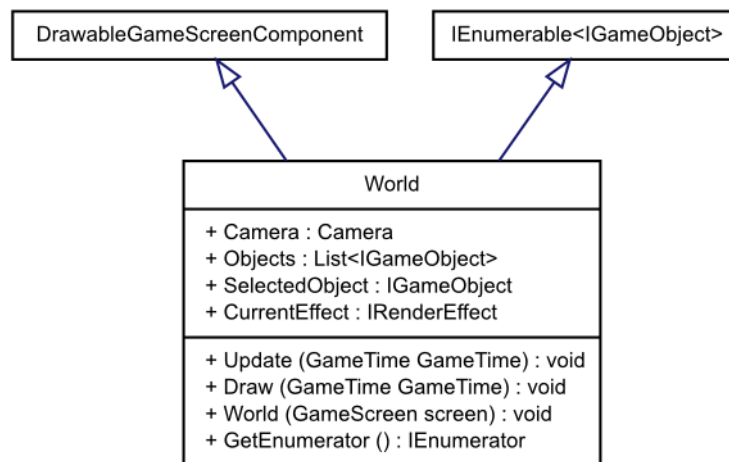 DrawableGameScreenComponent
IEnumerable<IGameObject>
World
+ Camera : Camera
+ Objects : List<IGameObject>
+ SelectedObject : IGameObject
+ CurrentEffect : IRenderEffect
+ Update (GameTime GameTime) : void
+ Draw (GameTime GameTime) : void
+ World (GameScreen screen) : void
+ GetEnumerator () : IEnumerator